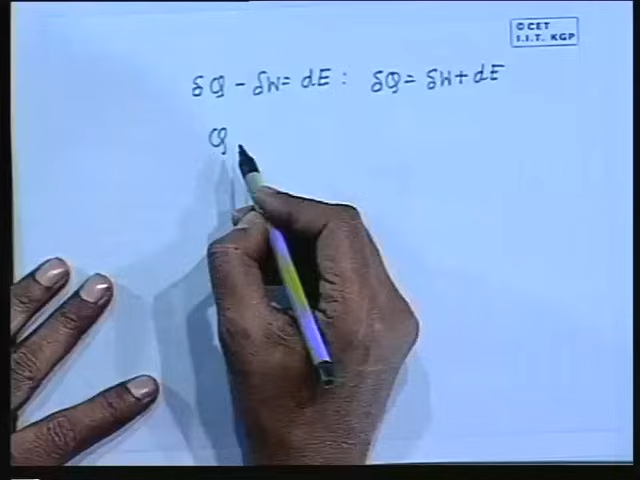 © CET
I.I.T. KGP
δQ - δW = dE : δQ = δW + dE
Q